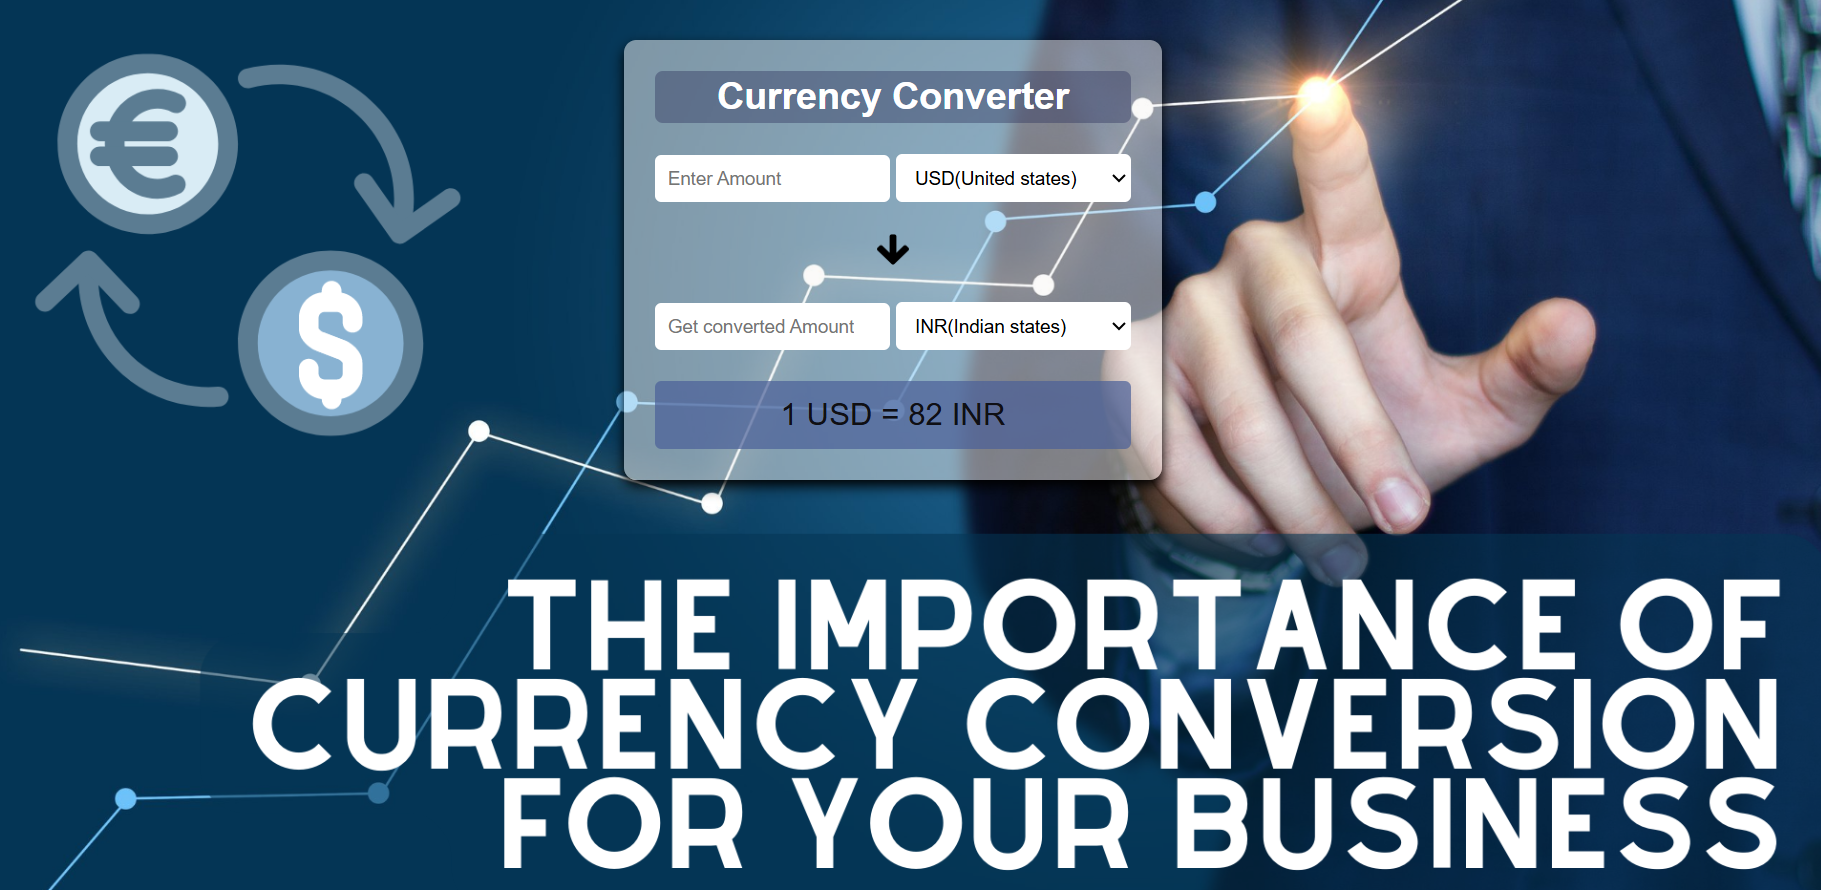 €
$
Currency Converter
Enter Amount
USD(United states)
Get converted Amount
INR(Indian states)
1 USD = 82 INR
THE IMPORTANCE OF
CURRENCY CONVERSION
FOR YOUR BUSINESS